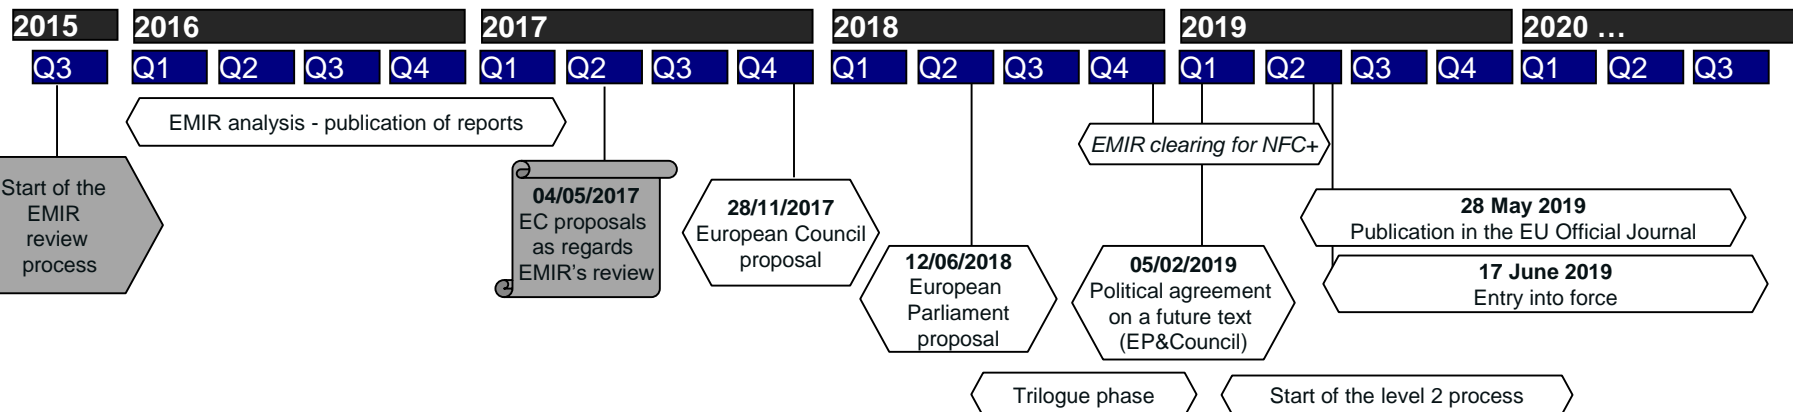 2015 2016 2017 2018 2019 2020 ...
Q3 Q1 Q2 Q3 Q4 Q1 Q2 Q3 Q4 Q1 Q2 Q3 Q4 Q1 Q2 Q3 Q4 Q1 Q2 Q3
EMIR analysis - publication of reports
EMIR clearing for NFC+
Start of the
EMIR
review
process
04/05/2017
EC proposals
as regards
EMIR's review
28/11/2017
European Council
proposal
12/06/2018
European
Parliament
proposal
05/02/2019
Political agreement
on a future text
(EP&Council)
28 May 2019
Publication in the EU Official Journal
17 June 2019
Entry into force
Trilogue phase
Start of the level 2 process